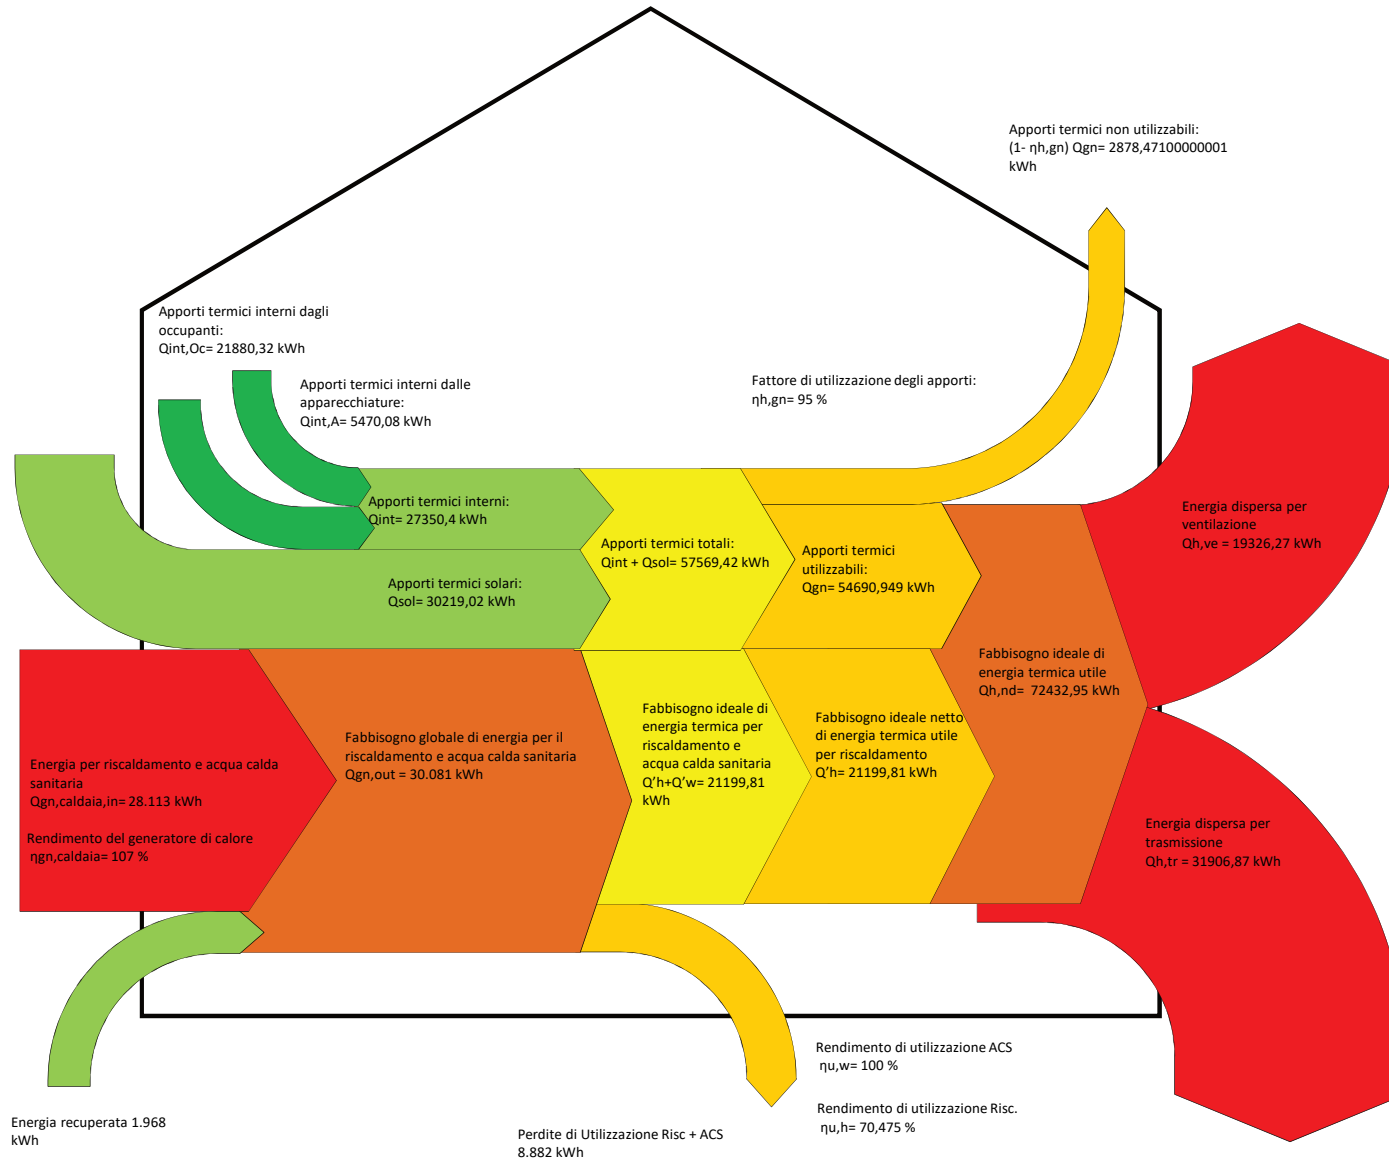 Apporti termici non utilizzabili:
(1- ηh,gn) Qgn= 2878,47100000001
kWh
Apporti termici interni dagli
occupanti:
Qint,Oc= 21880,32 kWh
Apporti termici interni dalle
apparecchiature:
Qint,A= 5470,08 kWh
Fattore di utilizzazione degli apporti:
ηh,gn= 95 %
Apporti termici interni:
Qint= 27350,4 kWh
Apporti termici solari:
Qsol= 30219,02 kWh
Apporti termici totali:
Qint + Qsol= 57569,42 kWh
Apporti termici
utilizzabili:
Qgn= 54690,949 kWh
Energia dispersa per
ventilazione
Qh,ve = 19326,27 kWh
Fabbisogno ideale di
energia termica utile
Qh,nd=  72432,95 kWh
Energia per riscaldamento e acqua calda
sanitaria
Qgn,caldaia,in= 28.113 kWh
Rendimento del generatore di calore
ηgn,caldaia= 107 %
Fabbisogno globale di energia per il
riscaldamento e acqua calda sanitaria
Qgn,out = 30.081 kWh
Fabbisogno ideale di
energia termica per
riscaldamento e
acqua calda sanitaria
Q'h+Q'w= 21199,81
kWh
Fabbisogno ideale netto
di energia termica utile
per riscaldamento
Q'h= 21199,81 kWh
Energia dispersa per
trasmissione
Qh,tr = 31906,87 kWh
Energia recuperata 1.968
kWh
Perdite di Utilizzazione Risc + ACS
8.882 kWh
Rendimento di utilizzazione ACS
ηu,w= 100 %
Rendimento di utilizzazione Risc.
ηu,h= 70,475 %